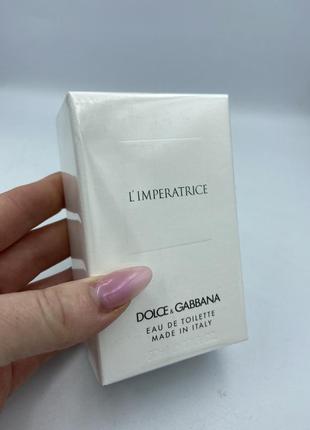 L'IMPERATRICE
DOLCE & GABBANA
EAU DE TOILETTE
MADE IN ITALY